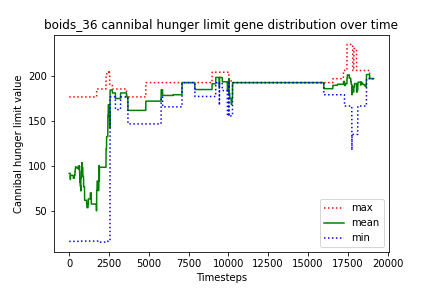 boids_36 cannibal hunger limit gene distribution over time
Cannibal hunger limit value
200
150
100
50
max
mean
min
0
2500
5000
7500
10000
12500
15000
17500
20000
Timesteps